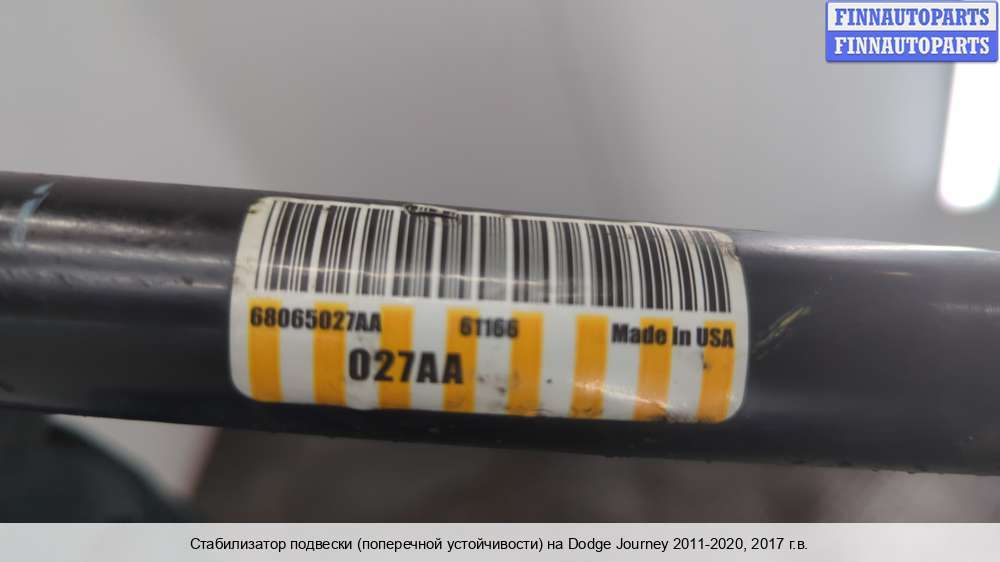 FINNAUTOPARTS
FINNAUTOPARTS
68065027AA 61166 Made In USA
027AA
Стабилизатор подвески (поперечной устойчивости) на Dodge Journey 2011-2020, 2017 г.в.